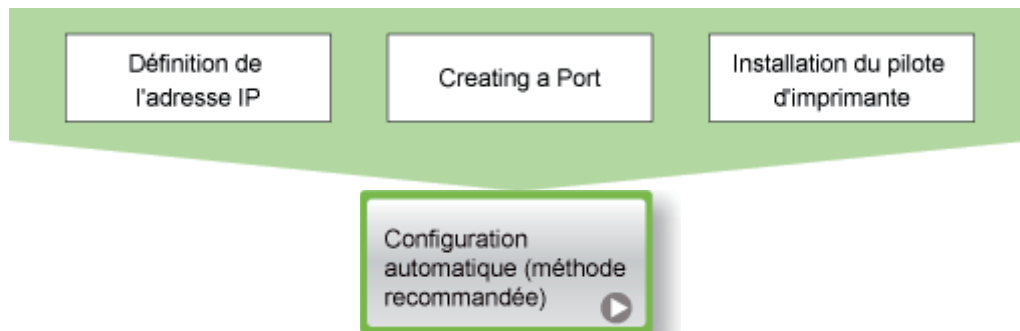 Définition de
l'adresse IP
Creating a Port
Installation du pilote
d'imprimante
Configuration
automatique (méthode
recommandée)